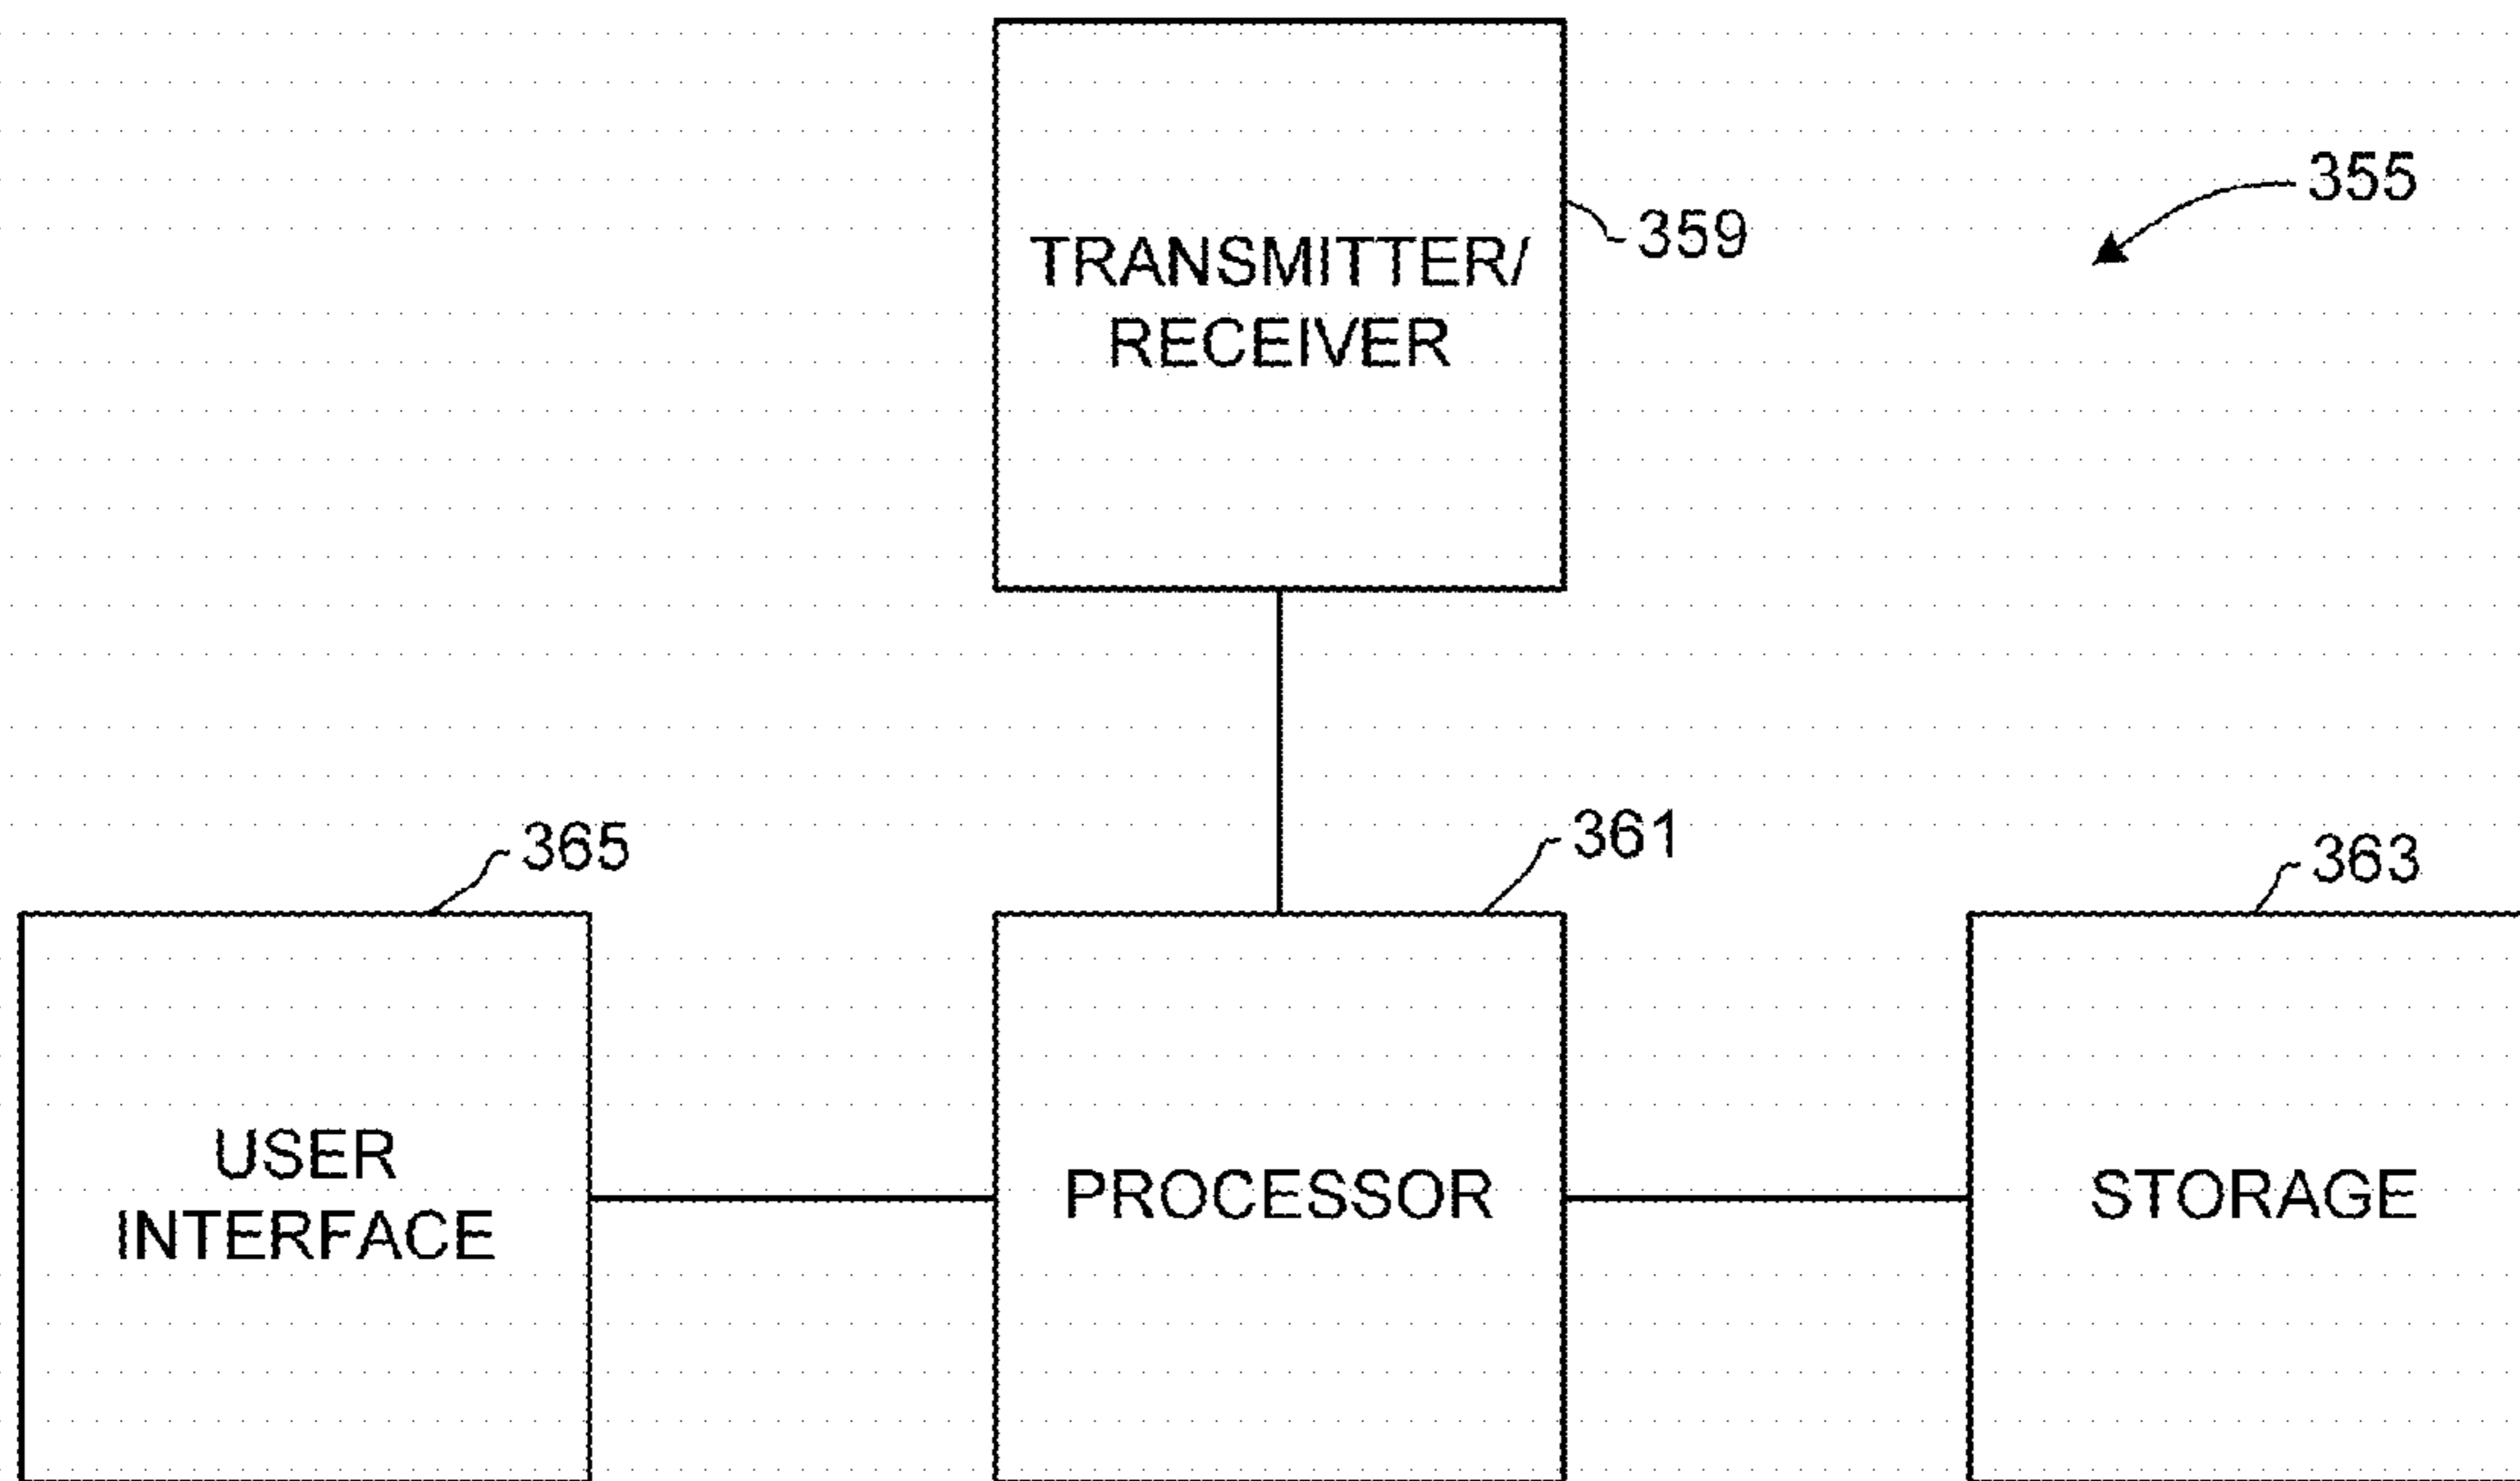 355
359
TRANSMITTER/
RECEIVER
365
361
363
USER
INTERFACE
PROCESSOR
STORAGE